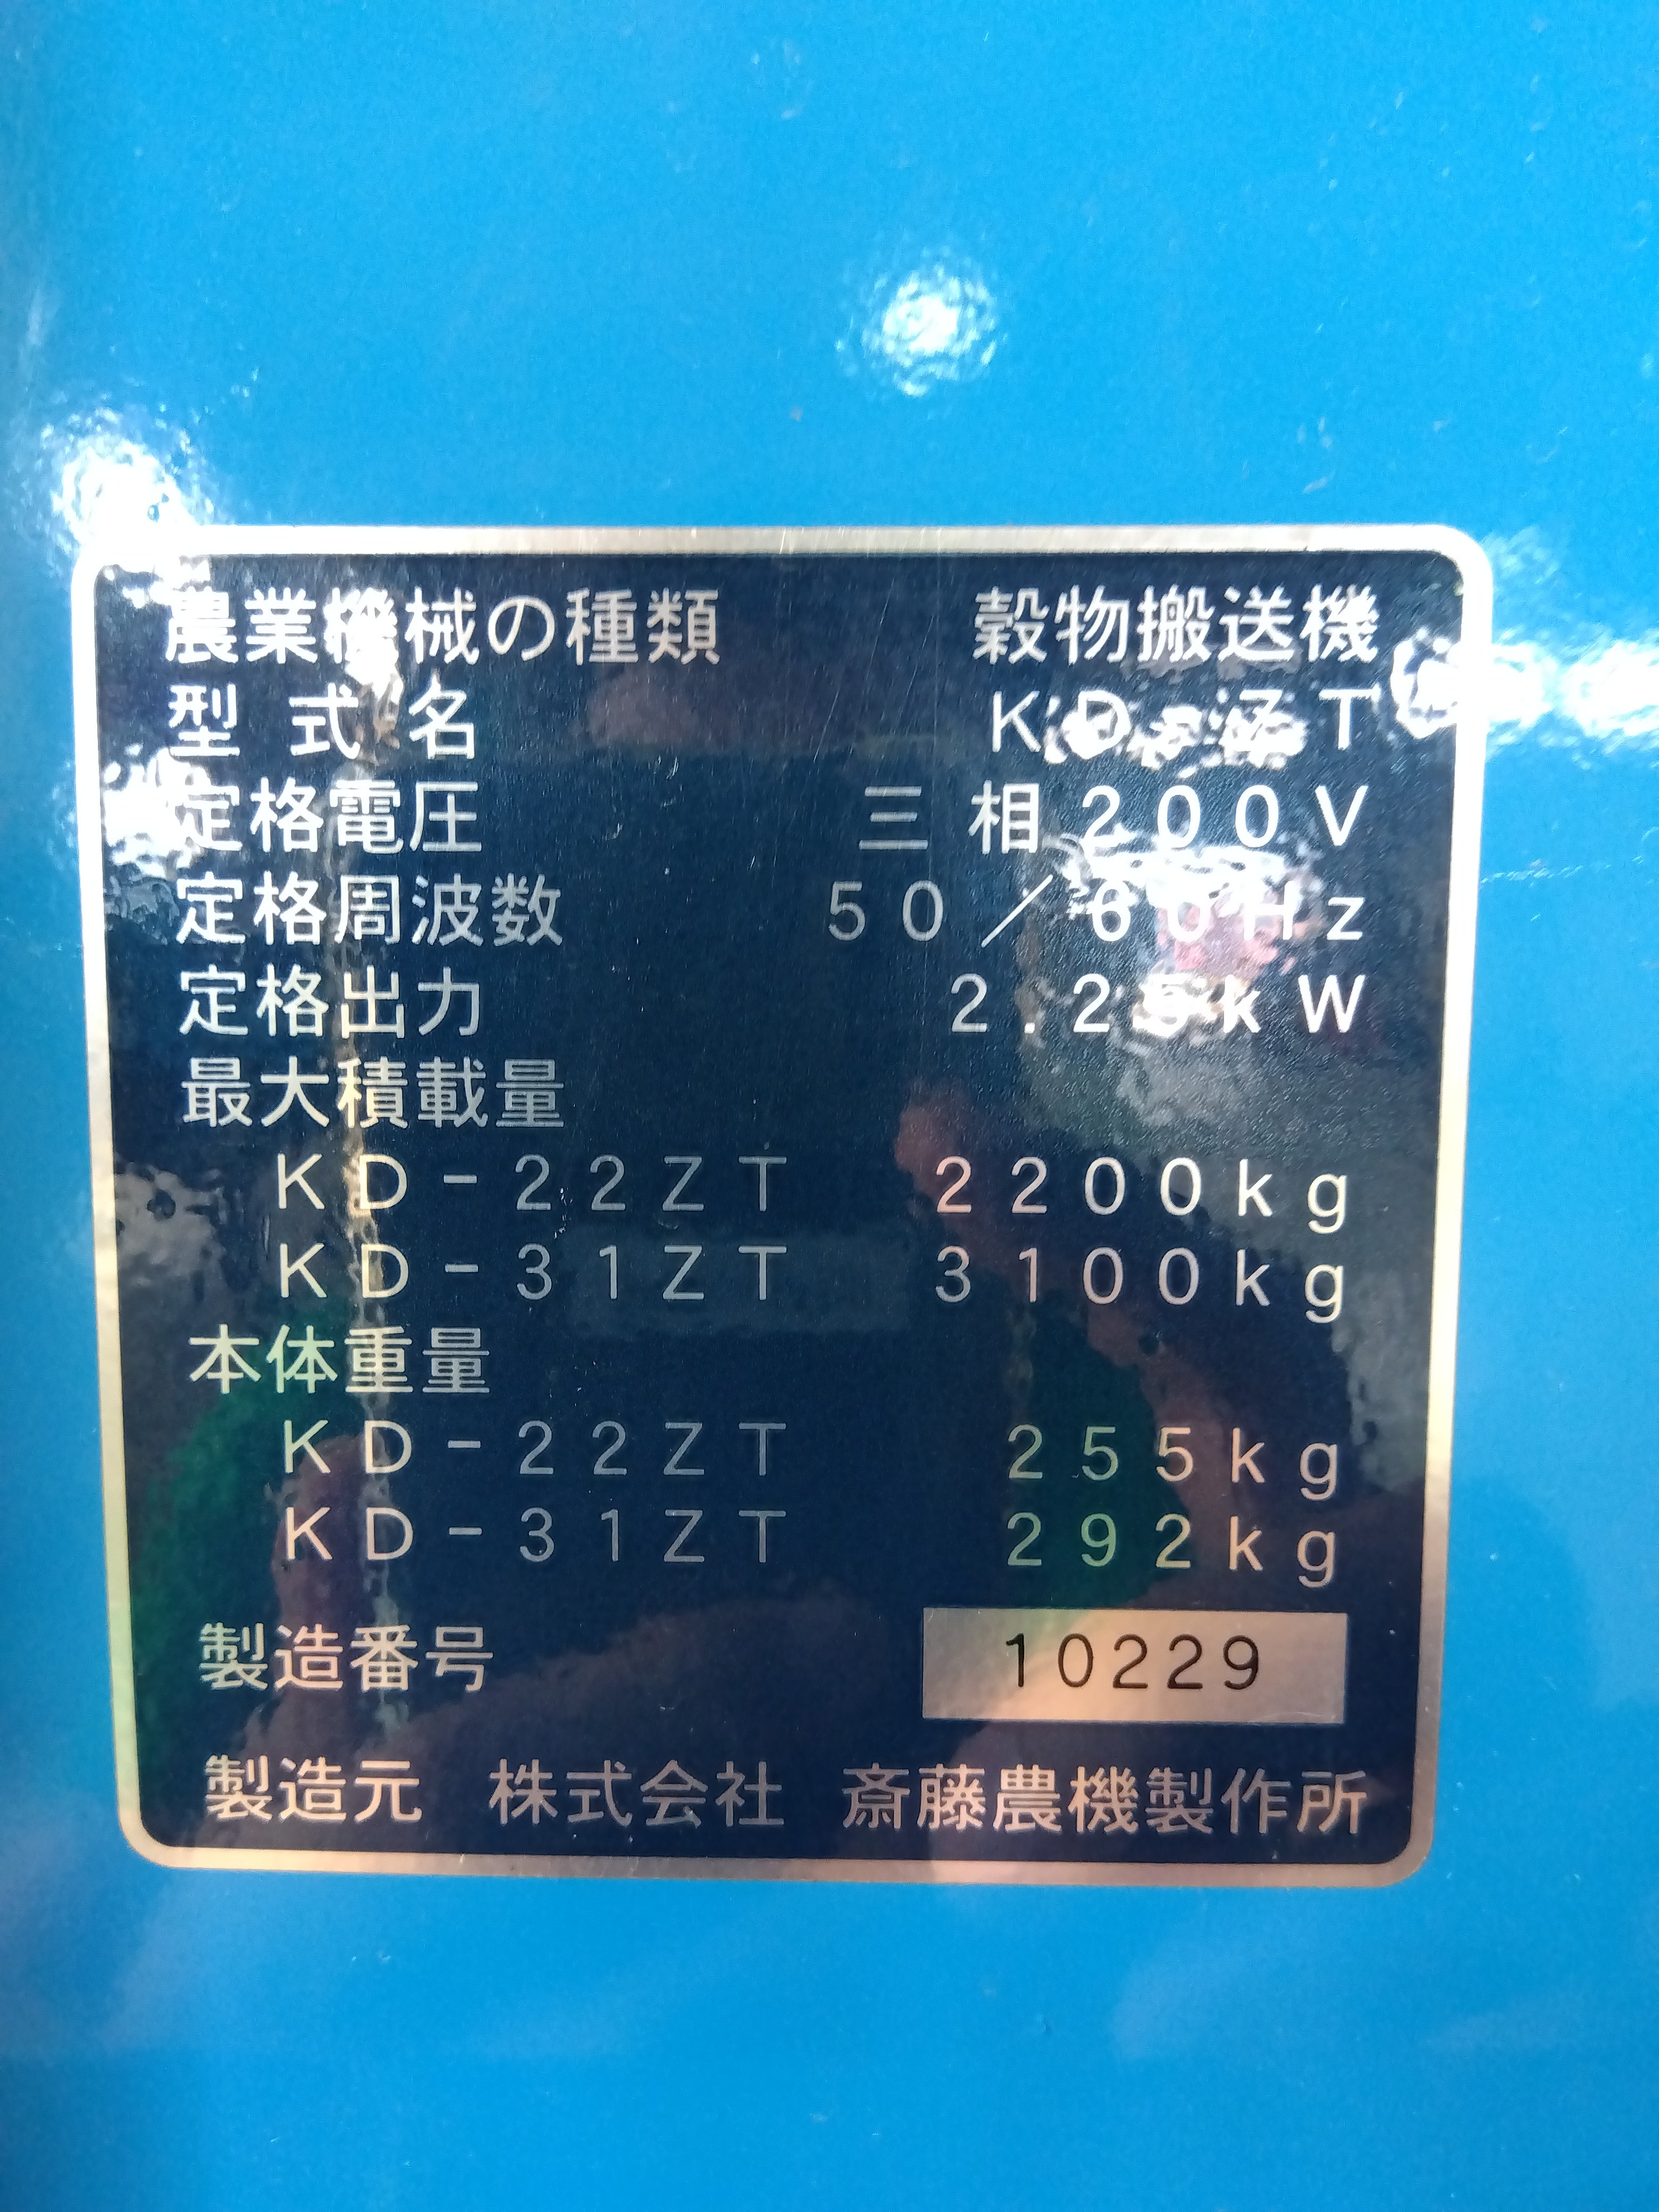 農業機械の種類 穀物搬送機
型式名 KD-ZT
定格電圧 三相200V
定格周波数 50/60Hz
定格出力 2.25kW
最大積載量
KD-22ZT 2200kg
KD-31ZT 3100kg
本体重量
KD-22ZT 255kg
KD-31ZT 292kg
製造番号 10229
製造元 株式会社 斎藤農機製作所